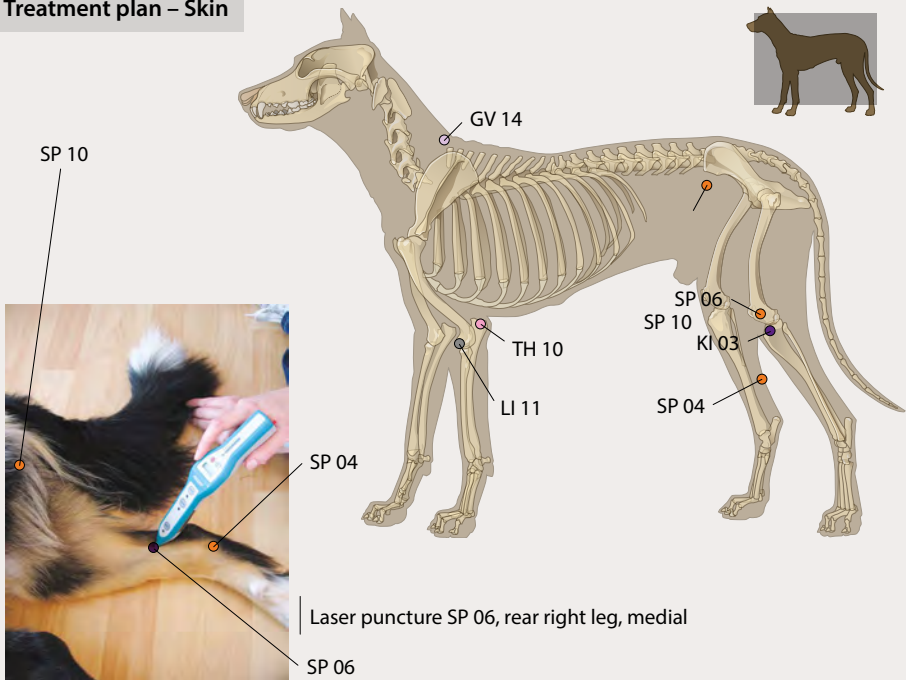 Treatment plan – Skin
GV 14
SP 10
SP 06
SP 10
KI 03
TH 10
SP 04
LI 11
SP 04
Laser puncture SP 06, rear right leg, medial
SP 06